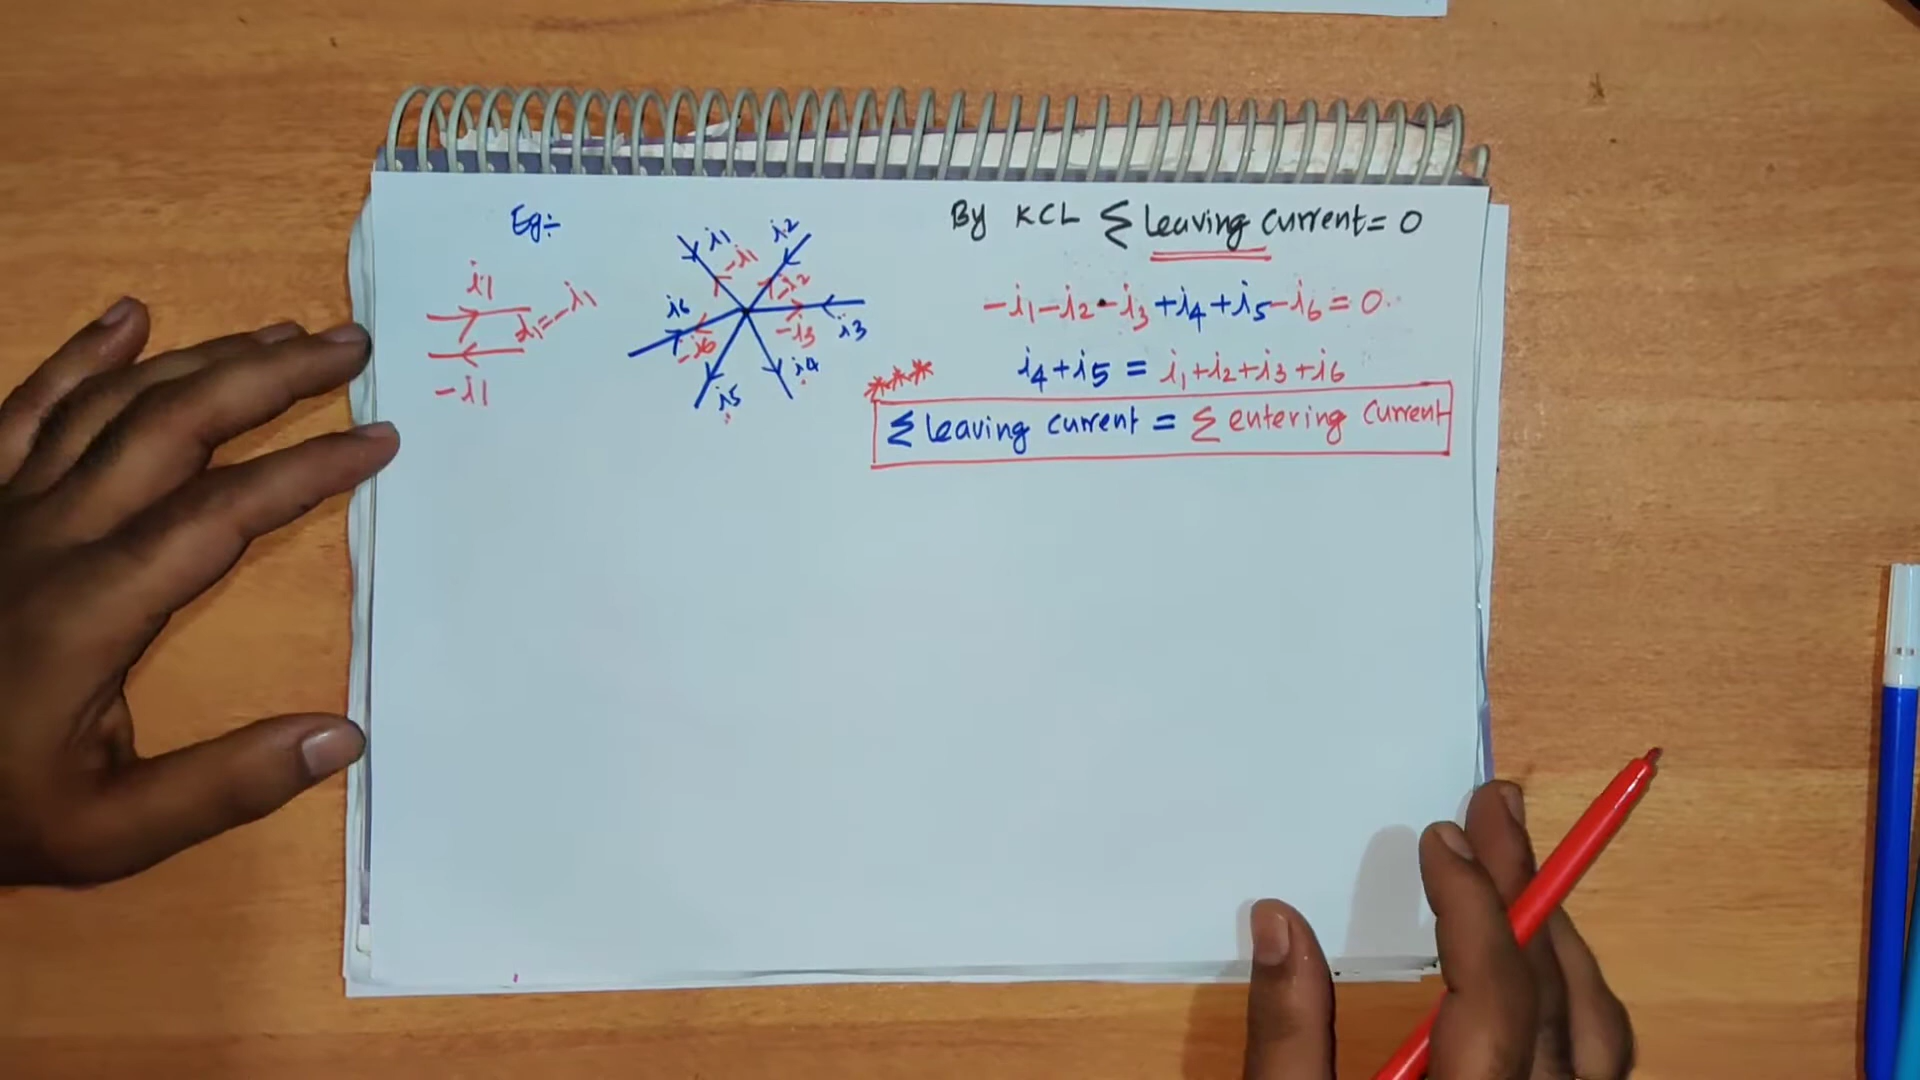 Eg:-
i1
i1=-i1
-i1
i1
-i1
i2
-i2
i6
-i6
-i3
i3
i4
i5
By KCL Σ leaving current = 0
-i1-i2-i3+i4+i5-i6=0.
i4+i5 = i1+i2+i3+i6
***
Σ leaving current = Σ entering current